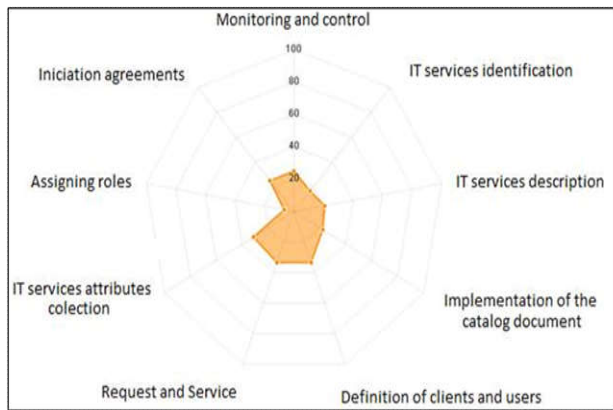 Monitoring and control
100
80
60
40
20
Iniciation agreements
IT services identification
Assigning roles
IT services description
IT services attributes
colection
Implementation of the
catalog document
Request and Service
Definition of clients and users